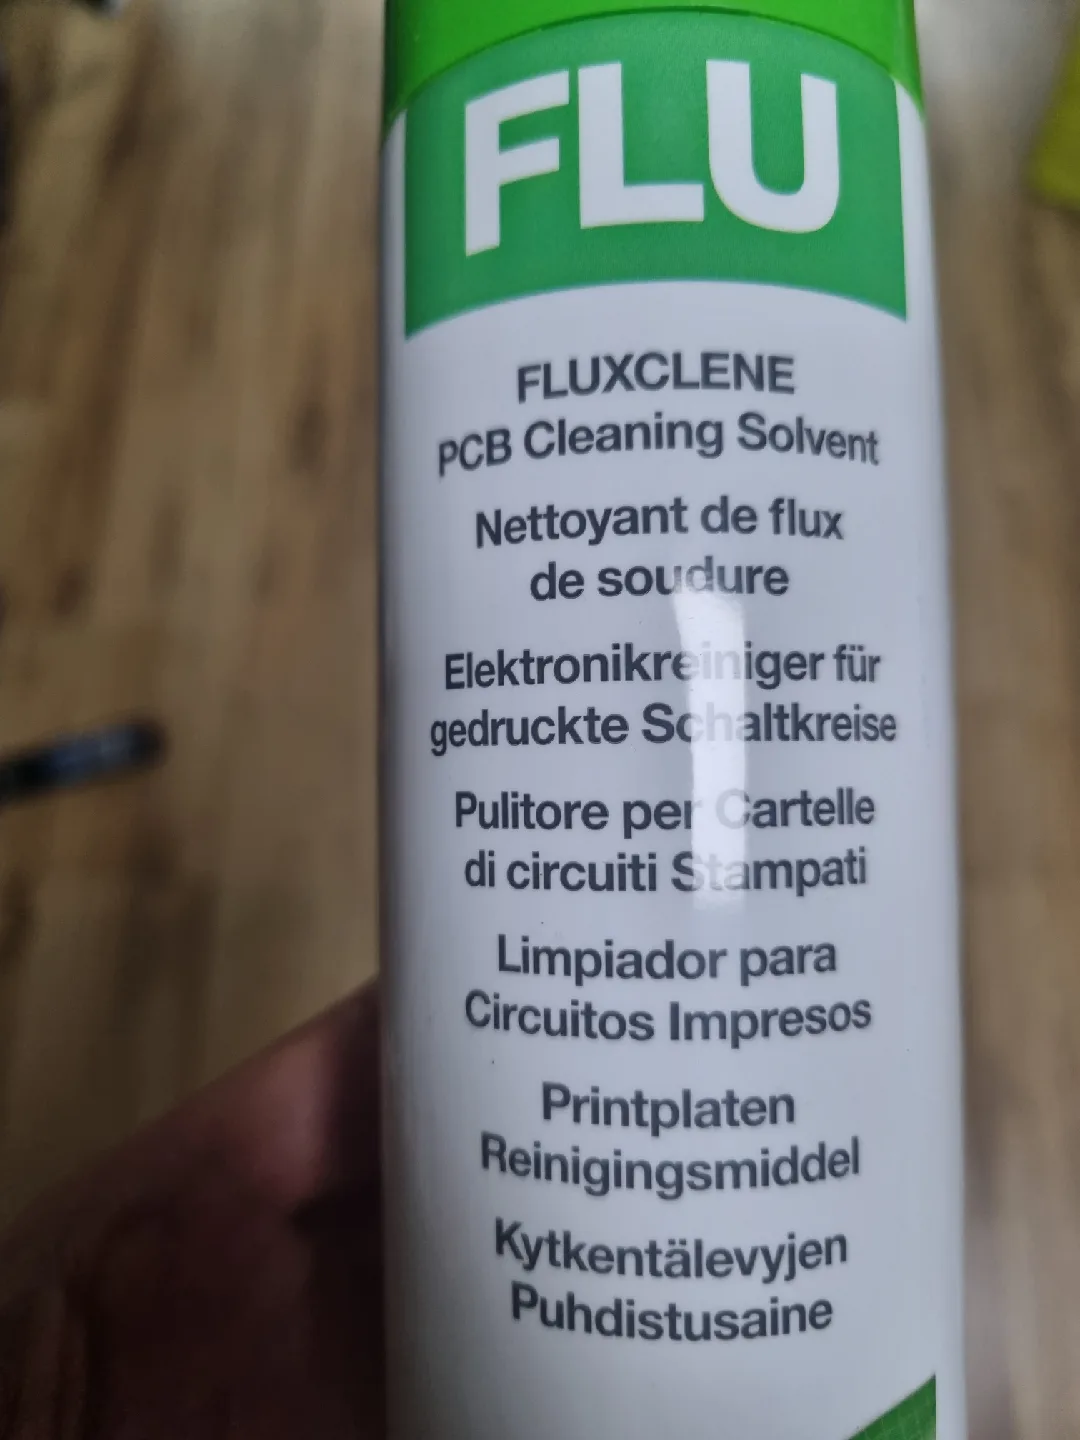 FLU
FLUXCLENE
PCB Cleaning Solvent
Nettoyant de flux
de soudure
Elektronikreiniger für
gedruckte Schaltkreise
Pulitore per Cartelle
di circuiti Stampati
Limpiador para
Circuitos Impresos
Printplaten
Reinigingsmiddel
Kytkentälevyjen
Puhdistusaine